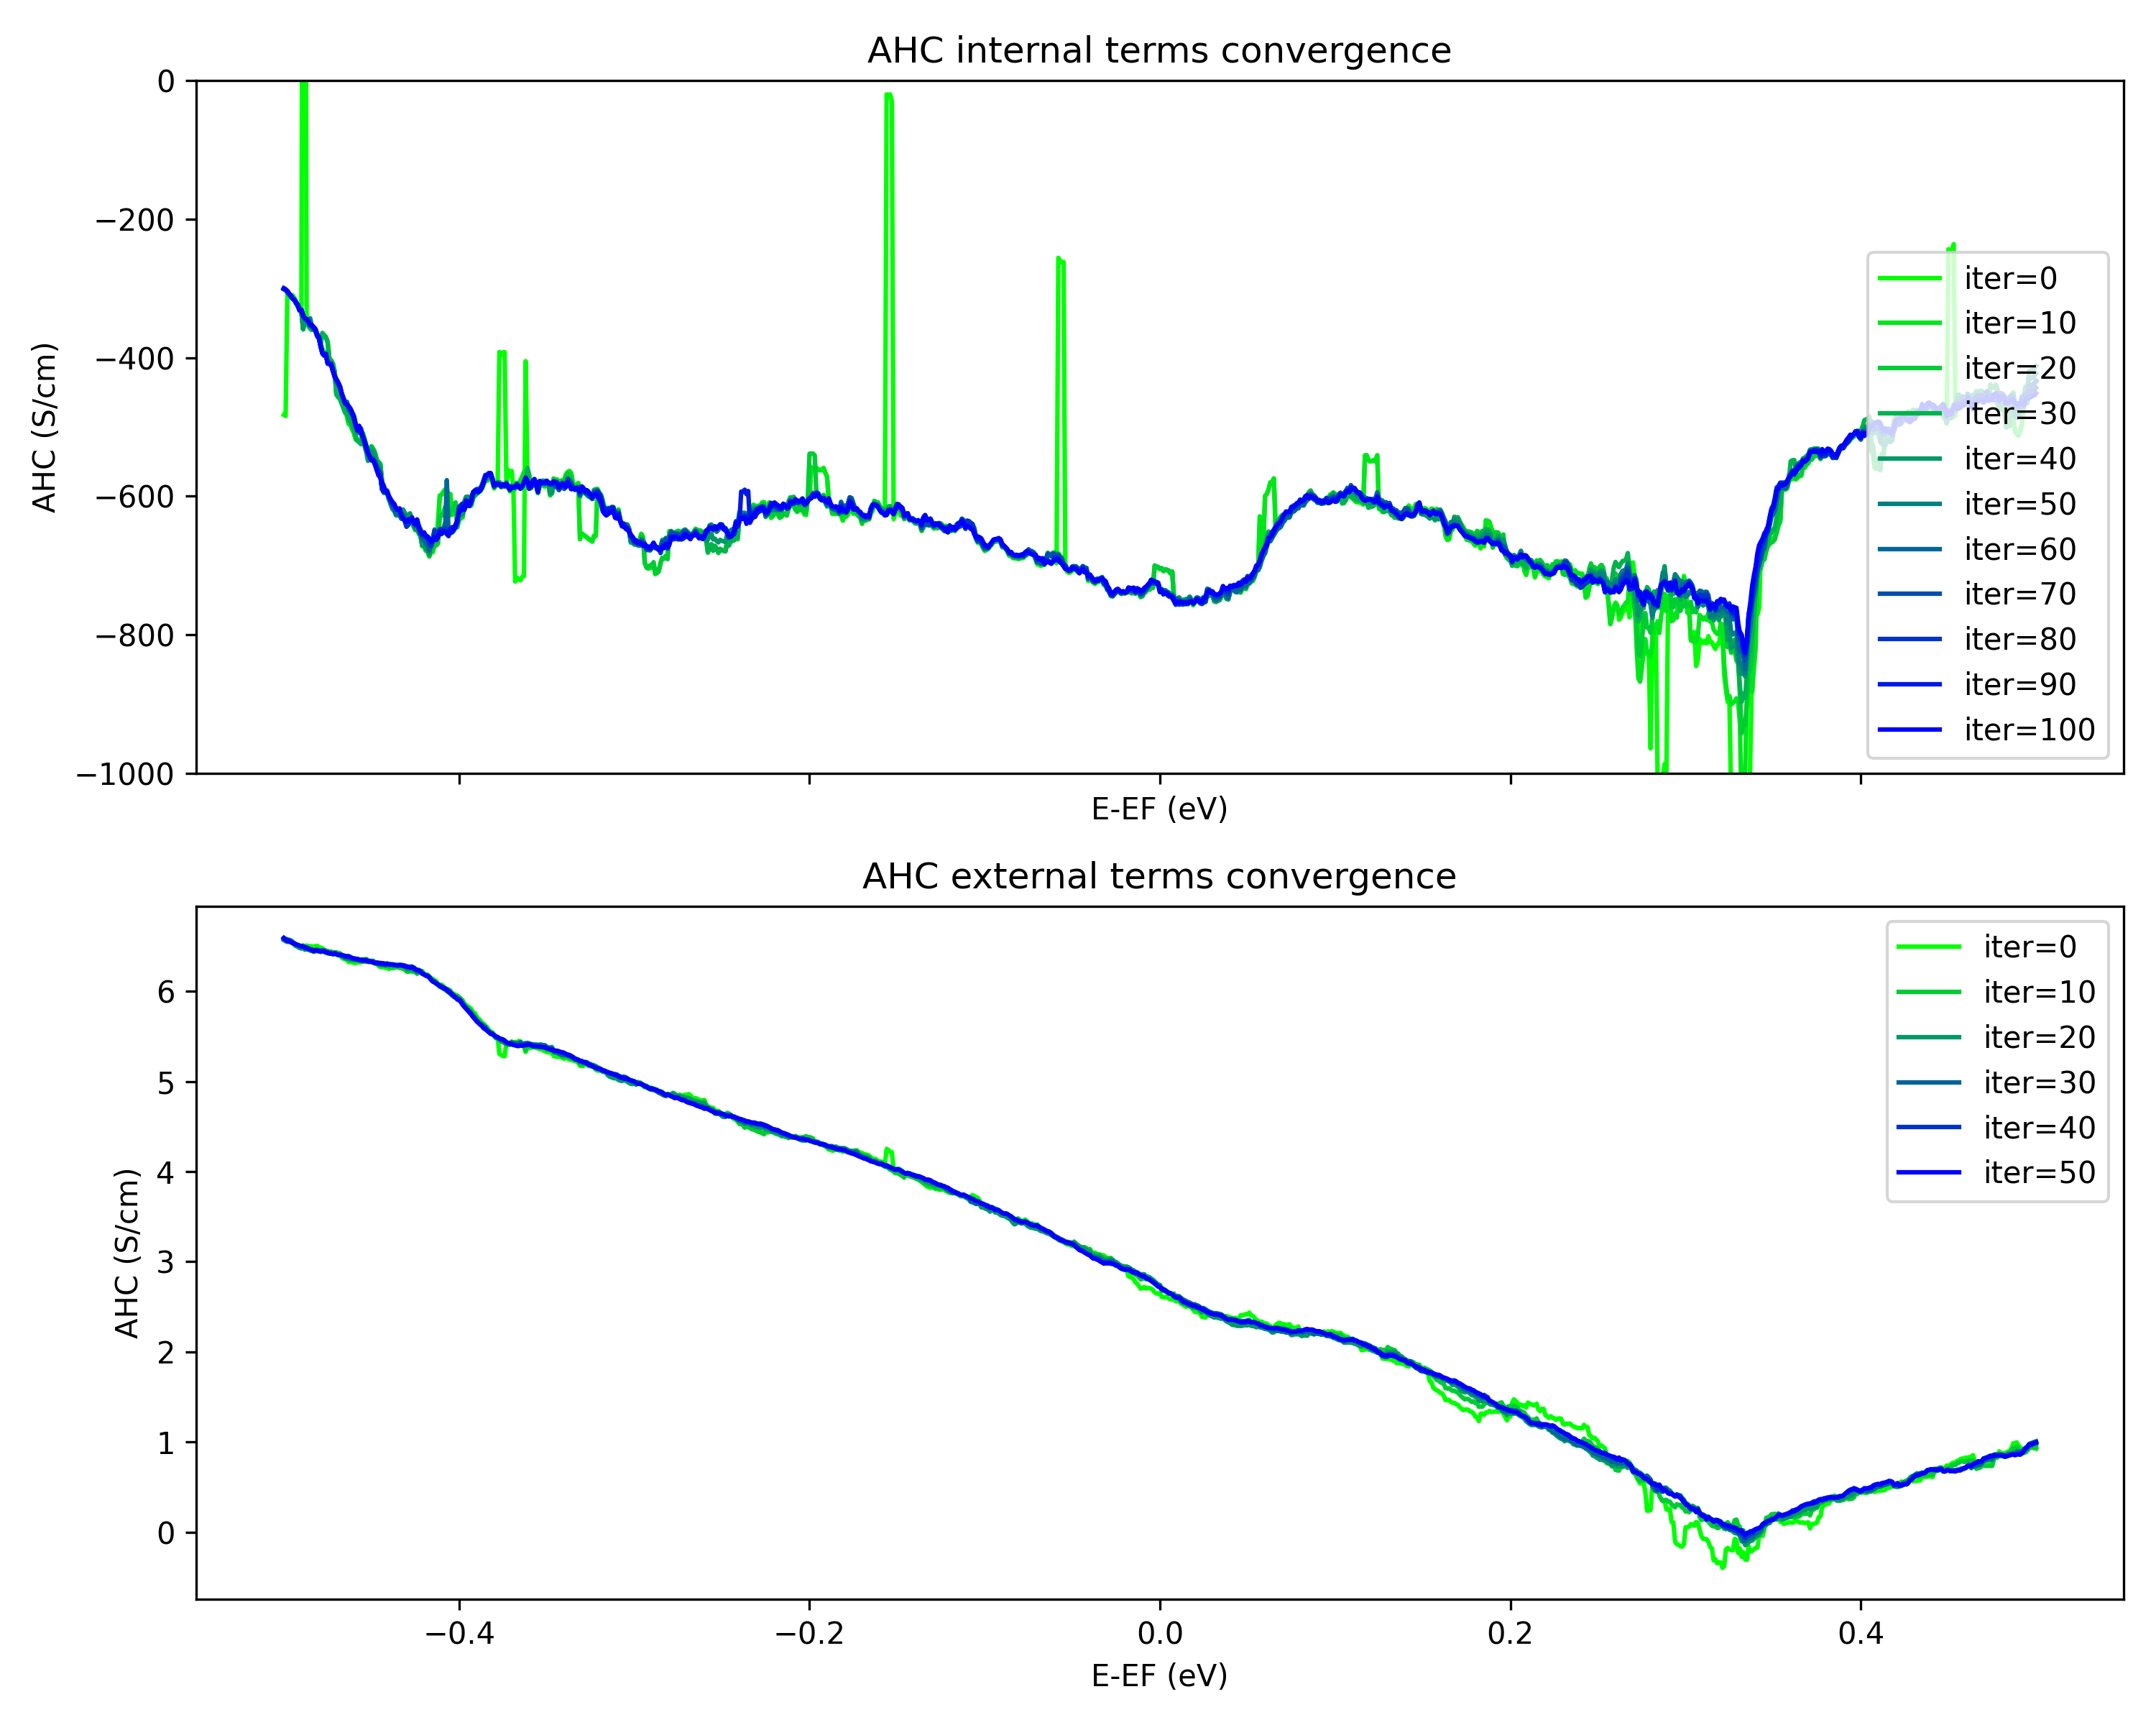 AHC internal terms convergence
0
−200
−400
−600
−800
−1000
AHC (S/cm)
E-EF (eV)
iter=0
iter=10
iter=20
iter=30
iter=40
iter=50
iter=60
iter=70
iter=80
iter=90
iter=100
AHC external terms convergence
6
5
4
3
2
1
0
AHC (S/cm)
−0.4
−0.2
0.0
0.2
0.4
E-EF (eV)
iter=0
iter=10
iter=20
iter=30
iter=40
iter=50